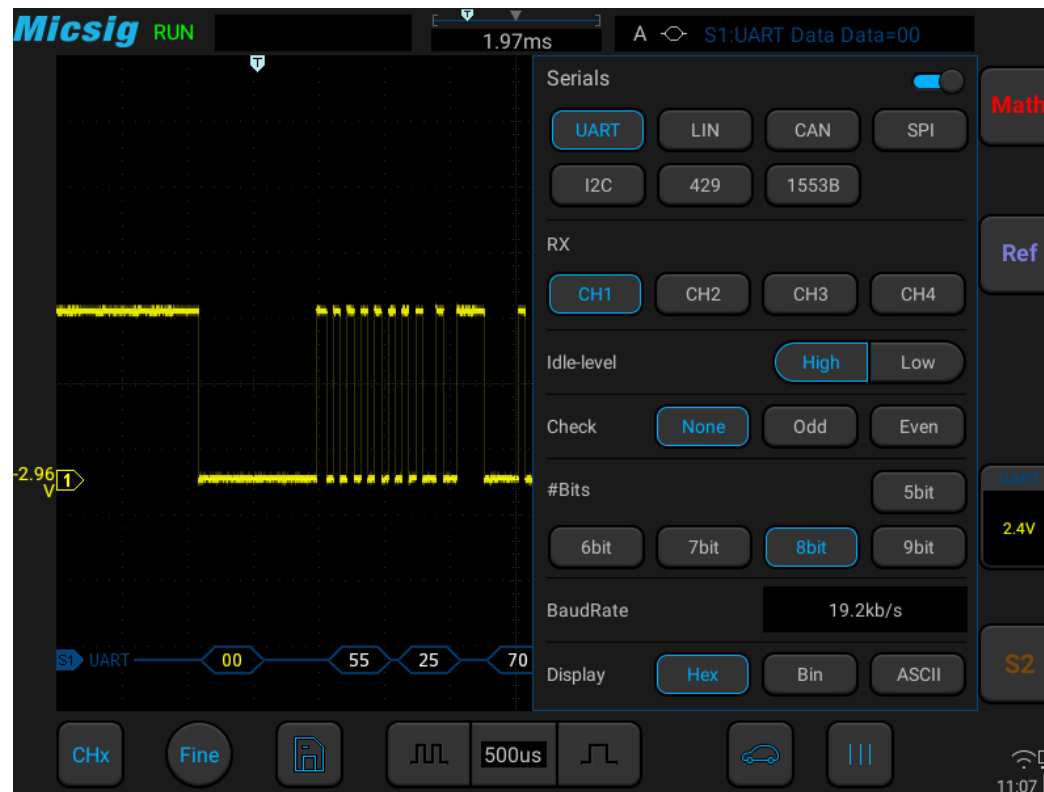 Micsig RUN
T
1.97ms
A S1:UART Data Data=00
T
Serials
UART LIN CAN SPI
I2C 429 1553B
Math
RX
CH1 CH2 CH3 CH4
Ref
Idle-level High Low
Check None Odd Even
-2.96
V
1
#Bits 5bit
6bit 7bit 8bit 9bit
UART
2.4V
BaudRate 19.2kb/s
S1 UART 00 55 25 70
Display Hex Bin ASCII
S2
CHx Fine 500us
11:07